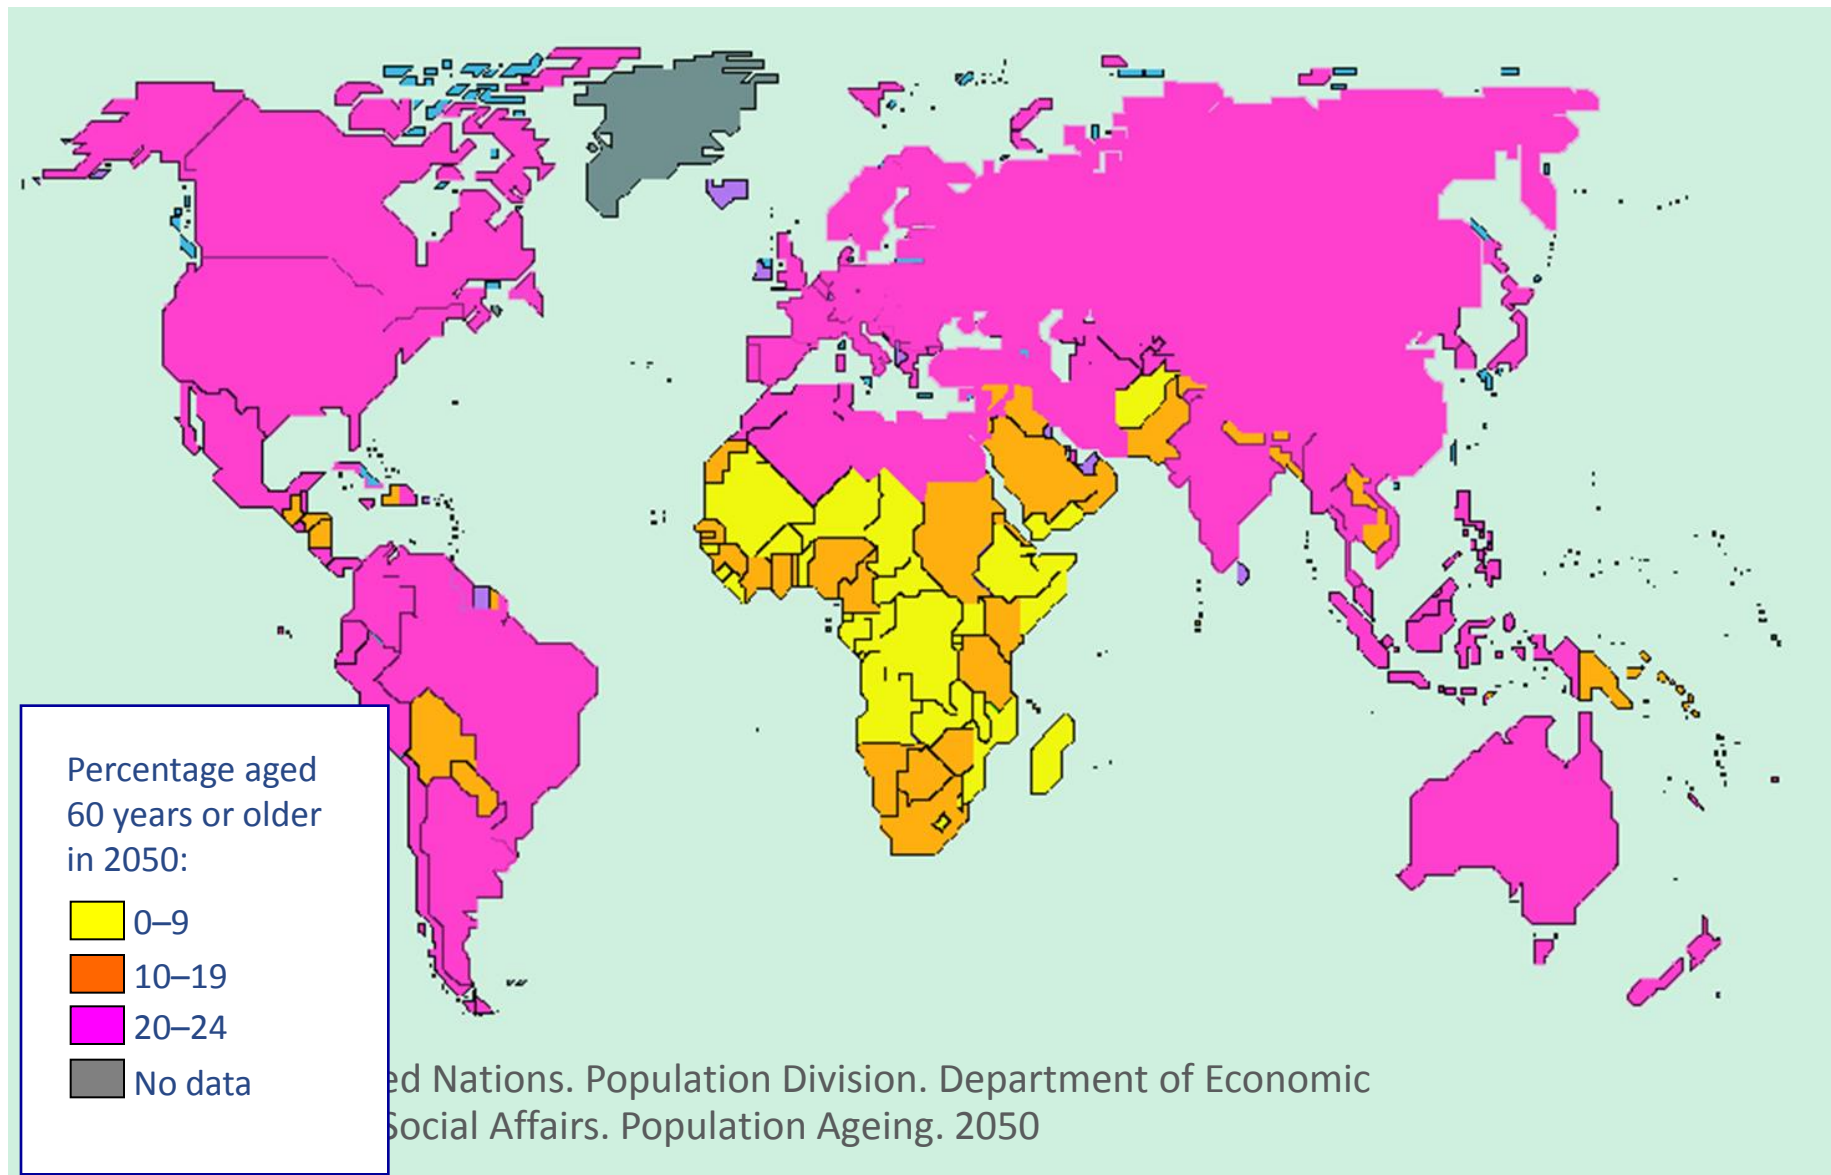 Percentage aged
60 years or older
in 2050:
0–9
10–19
20–24
No data
ed Nations. Population Division. Department of Economic
Social Affairs. Population Ageing. 2050